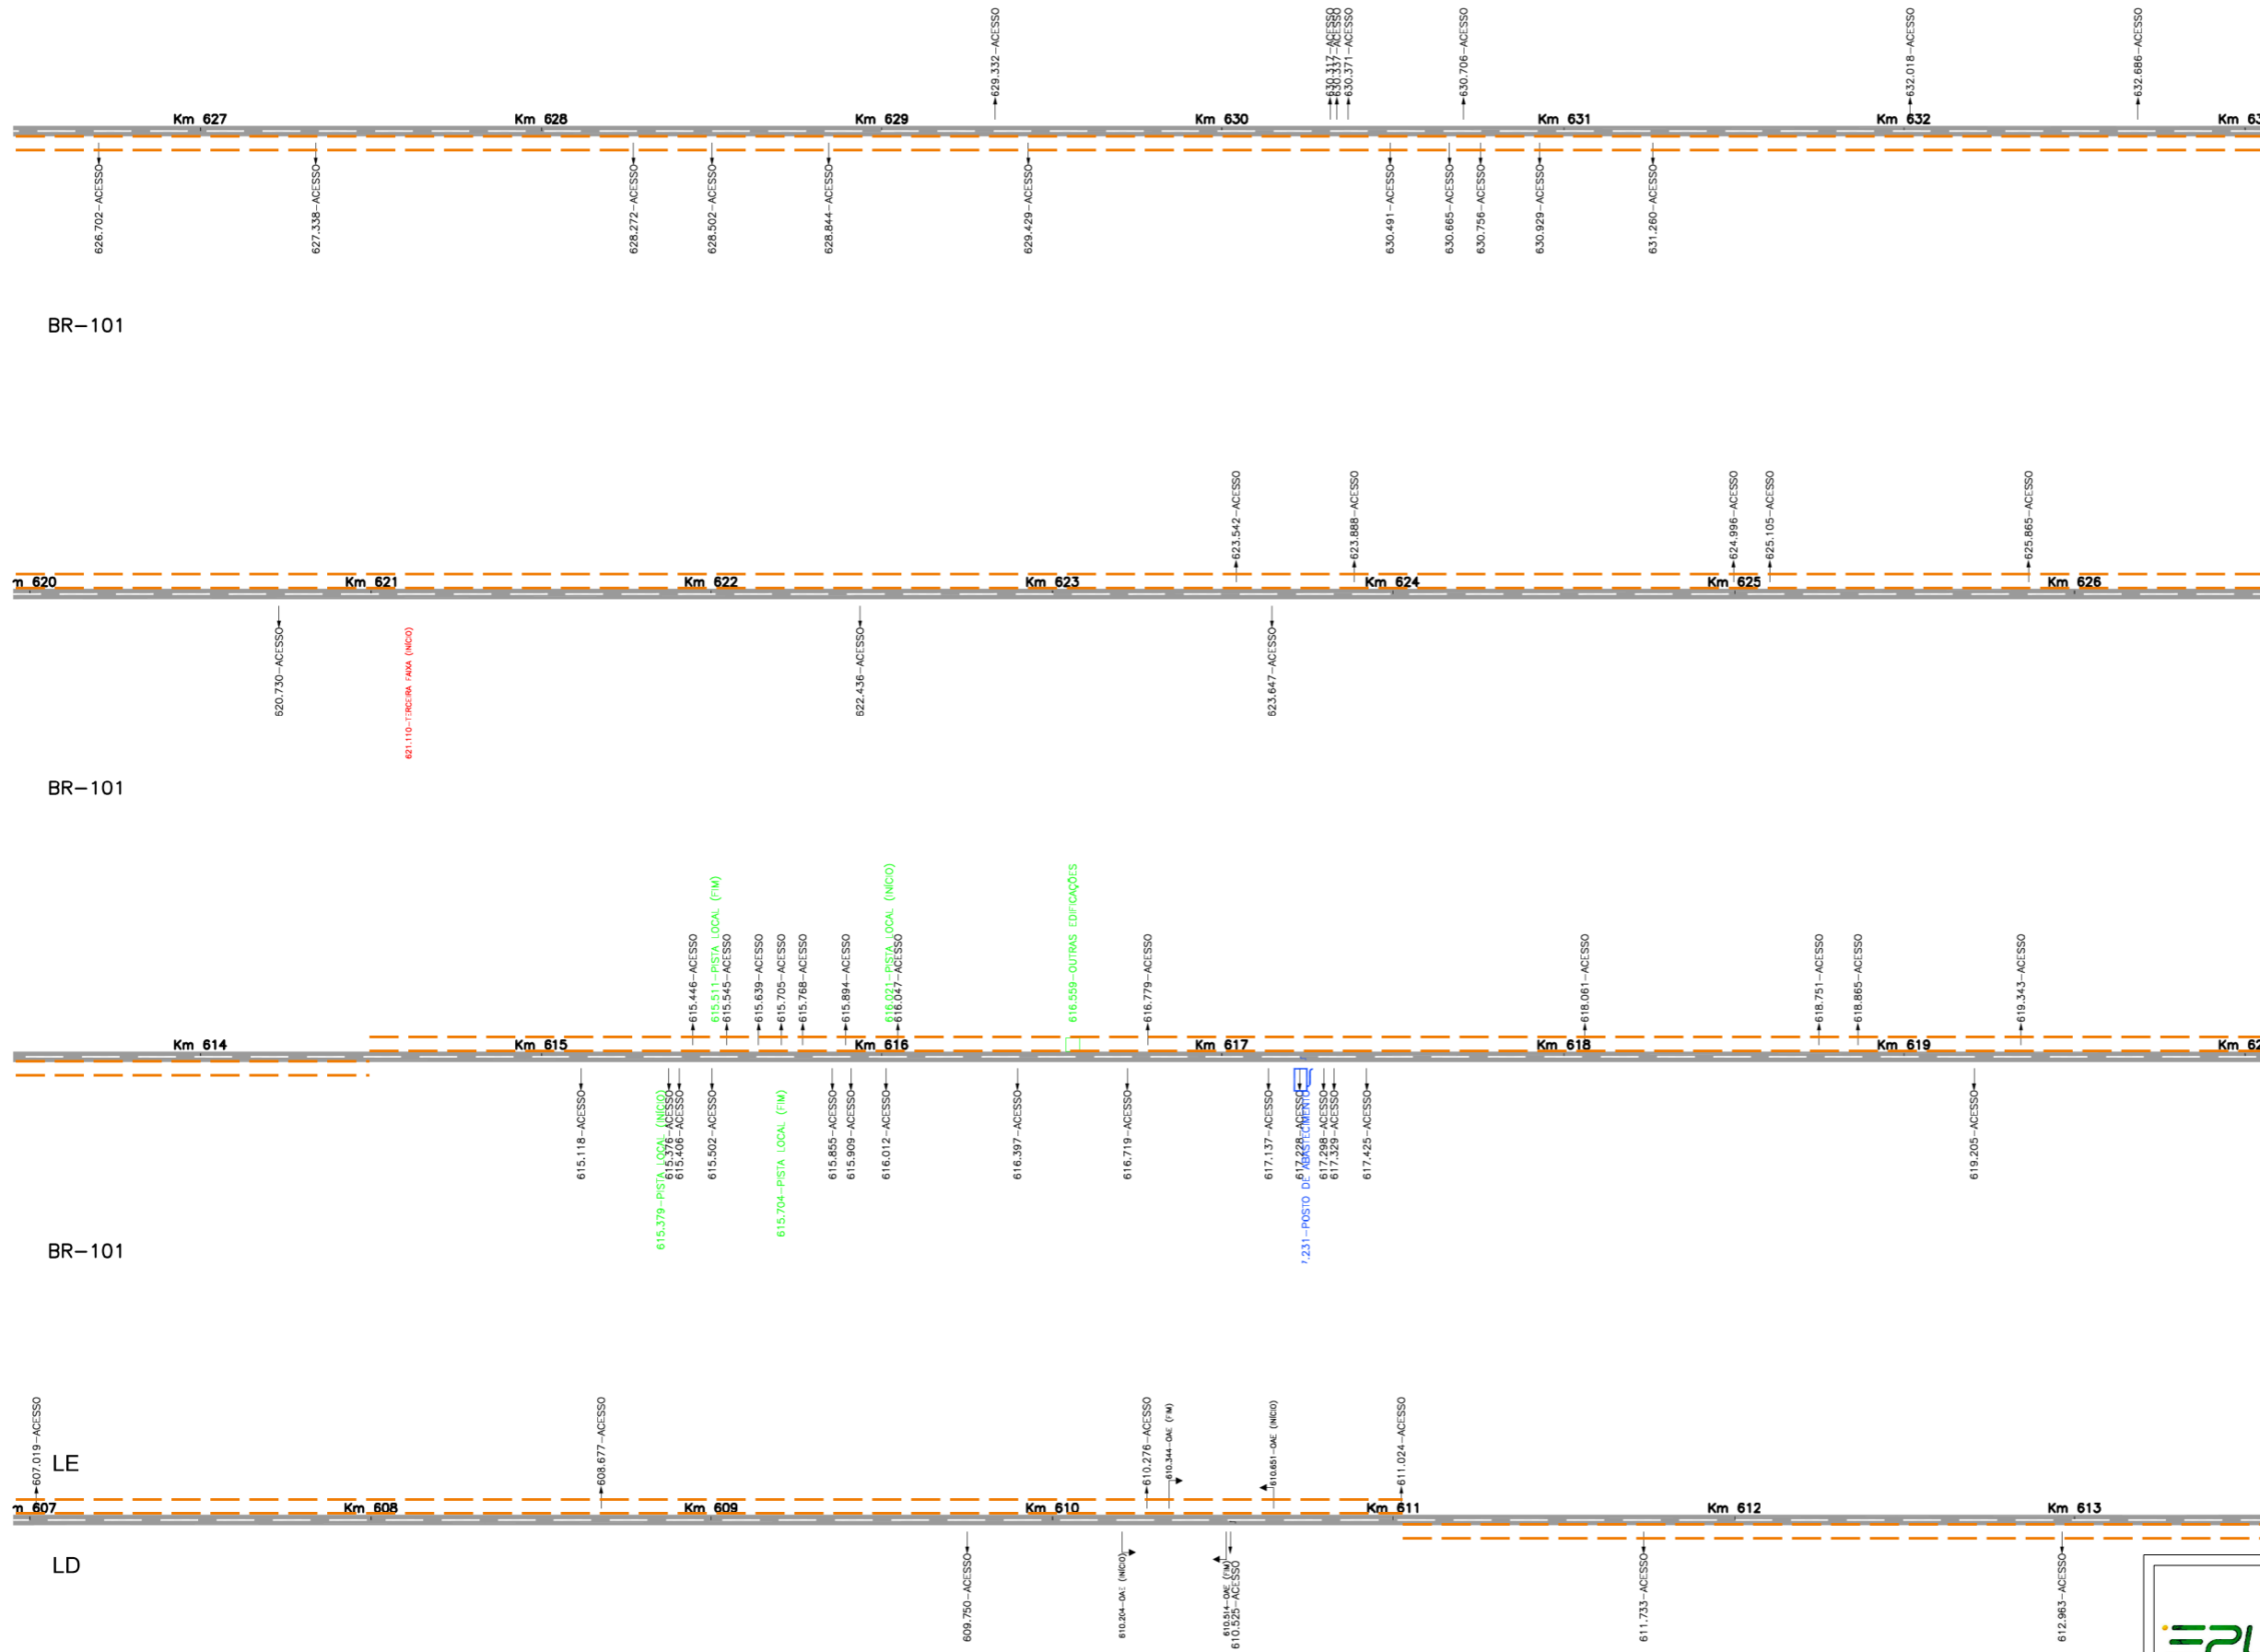 629.332-ACESSO
630.317-ACESSO
630.337-ACESSO
630.371-ACESSO
630.706-ACESSO
632.018-ACESSO
632.686-ACESSO
Km 627
Km 628
Km 629
Km 630
Km 631
Km 632
Km 63
626.702-ACESSO
627.338-ACESSO
628.272-ACESSO
628.502-ACESSO
628.844-ACESSO
629.429-ACESSO
630.491-ACESSO
630.665-ACESSO
630.756-ACESSO
630.929-ACESSO
631.260-ACESSO
BR-101
623.542-ACESSO
623.888-ACESSO
624.996-ACESSO
625.105-ACESSO
625.865-ACESSO
m 620
Km 621
Km 622
Km 623
Km 624
Km 625
Km 626
620.730-ACESSO
621.110-TERCEIRA FAIXA (INÍCIO)
622.436-ACESSO
623.647-ACESSO
BR-101
615.446-ACESSO
615.511-PISTA LOCAL (FIM)
615.545-ACESSO
615.639-ACESSO
615.705-ACESSO
615.768-ACESSO
615.894-ACESSO
616.021-PISTA LOCAL (INÍCIO)
616.047-ACESSO
616.559-OUTRAS EDIFICAÇÕES
616.779-ACESSO
618.061-ACESSO
618.751-ACESSO
618.865-ACESSO
619.343-ACESSO
Km 614
Km 615
Km 616
Km 617
Km 618
Km 619
Km 62
615.118-ACESSO
615.379-PISTA LOCAL (INÍCIO)
615.376-ACESSO
615.406-ACESSO
615.502-ACESSO
615.704-PISTA LOCAL (FIM)
615.855-ACESSO
615.909-ACESSO
616.012-ACESSO
616.397-ACESSO
616.719-ACESSO
617.137-ACESSO
617.228-ACESSO
7.231-POSTO DE ABASTECIMENTO
617.298-ACESSO
617.329-ACESSO
617.425-ACESSO
619.205-ACESSO
BR-101
607.019-ACESSO
LE
608.677-ACESSO
610.276-ACESSO
610.344-OAE (FIM)
610.651-OAE (INÍCIO)
611.024-ACESSO
m 607
Km 608
Km 609
Km 610
Km 611
Km 612
Km 613
LD
609.750-ACESSO
610.204-OAE (INÍCIO)
610.514-OAE (FIM)
610.525-ACESSO
611.733-ACESSO
612.963-ACESSO